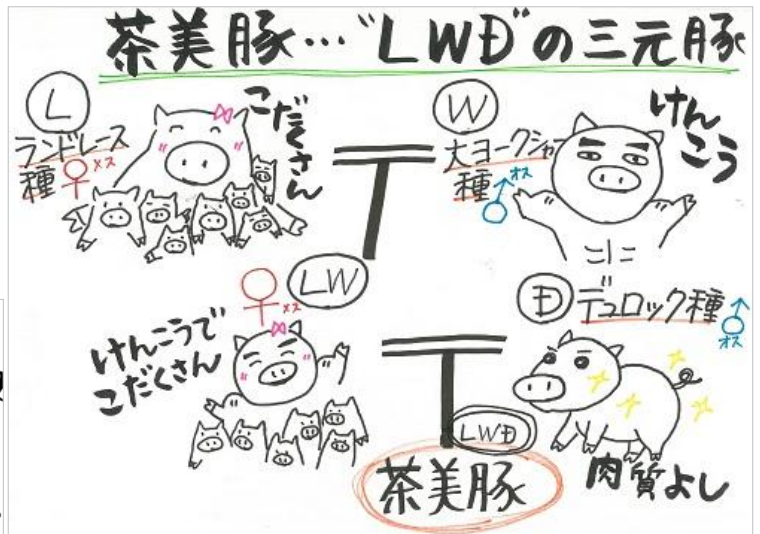 茶美豚…“LWD”の三元豚
L
ランドレース
種♀メス
こだくさん
W
大ヨークシャー
種♂オス
けん
こう
LW
♀メス
けんこうで
こだくさん
D
デュロック種♂オス
肉質よし
LWD
茶美豚